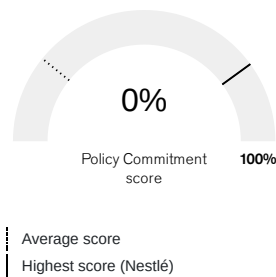 0%
Policy Commitment 100%
score
Average score
Highest score (Nestlé)